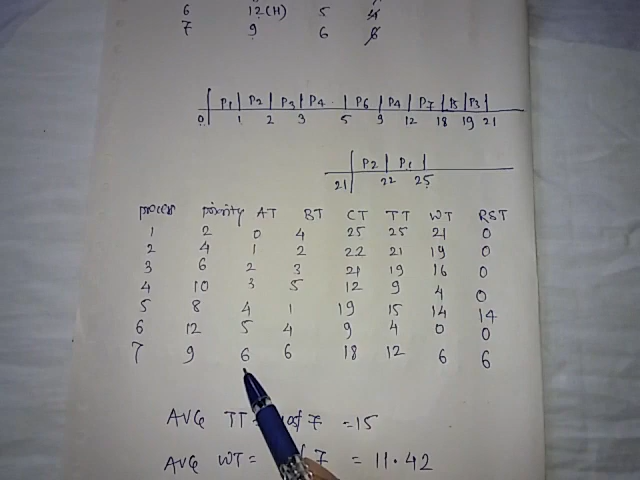 6 12(H) 5 4
7 9 6 6
P1 P2 P3 P4 P6 P4 P7 P5 P3
0 1 2 3 5 9 12 18 19 21
P2 P1
21 22 25
process priority AT BT CT TT WT RST
1 2 0 4 25 25 21 0
2 4 1 2 22 21 19 0
3 6 2 3 21 19 16 0
4 10 3 5 12 9 4 0
5 8 4 1 19 15 14 14
6 12 5 4 9 4 0 0
7 9 6 6 18 12 6 6
AVG TT = 7 = 15
AVG WT = 7 = 11.42